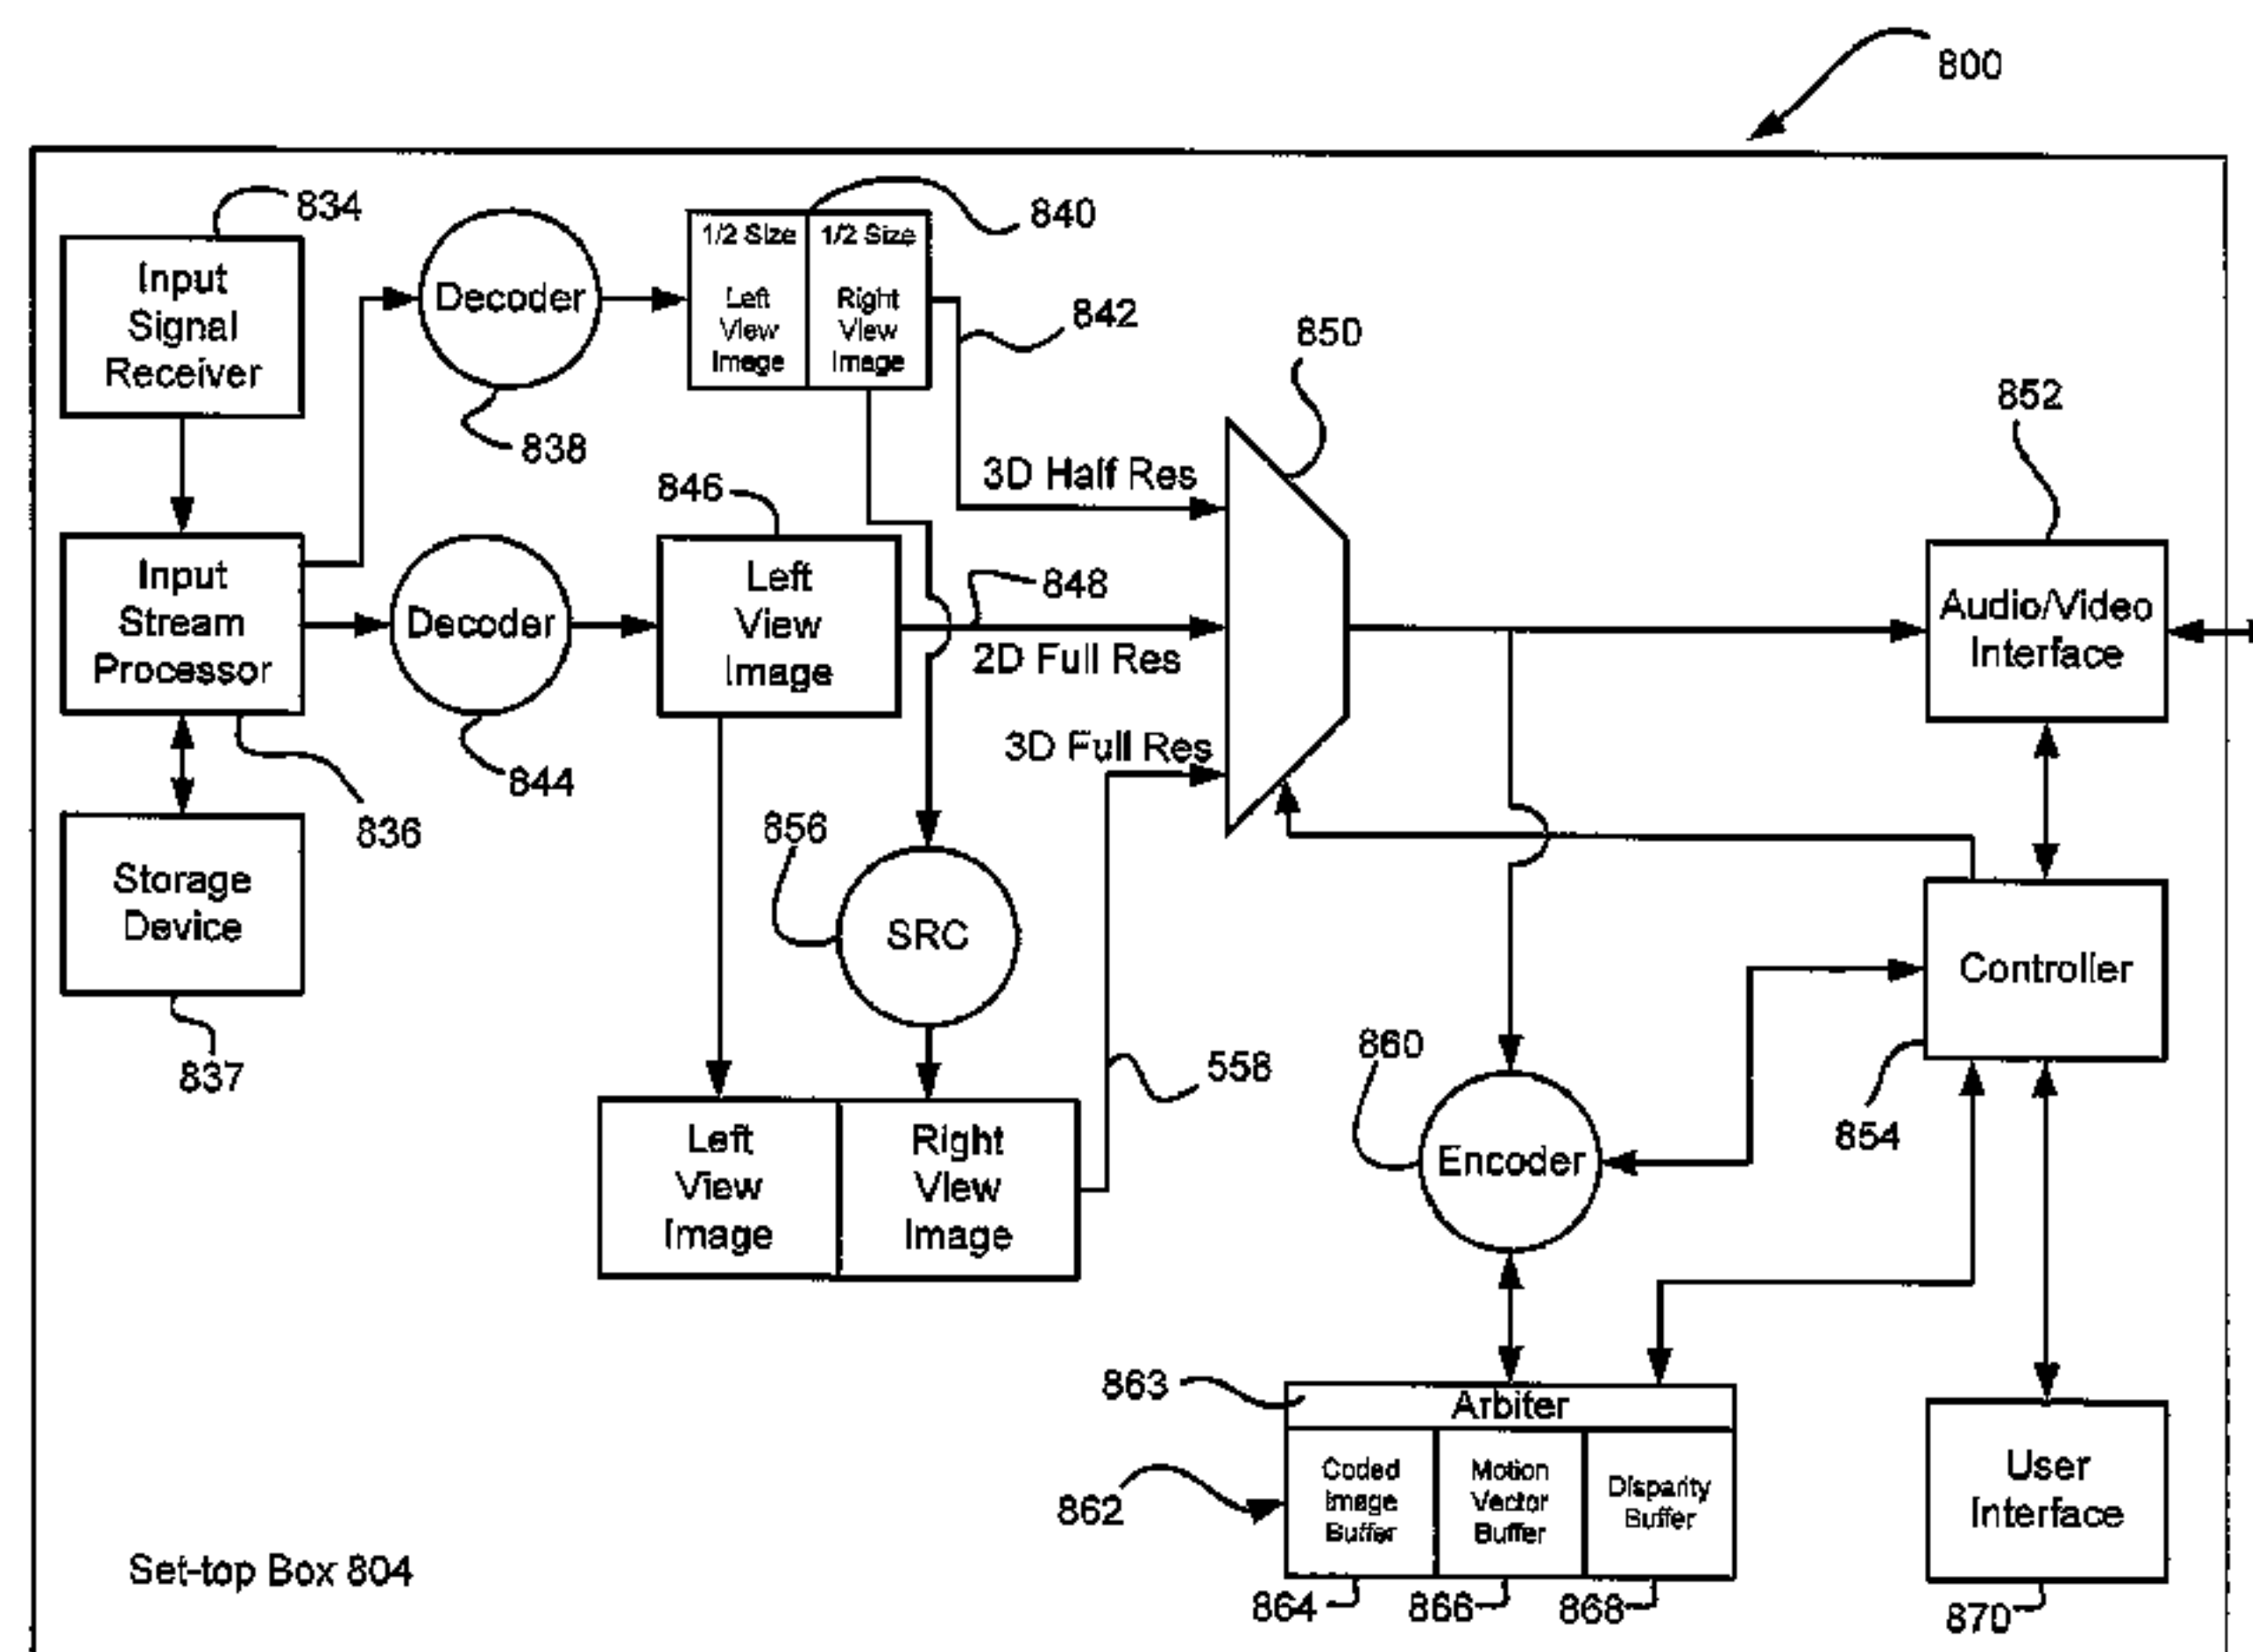 800
834
Input
Signal
Receiver
Decoder
838
1/2 Size
Left
View
Image
1/2 Size
Right
View
Image
840
842
850
852
3D Half Res
846
Input
Stream
Processor
836
Decoder
844
Left
View
Image
848
2D Full Res
Audio/Video
Interface
3D Full Res
Storage
Device
837
856
SRC
Controller
854
558
860
Encoder
Left
View
Image
Right
View
Image
863
Arbiter
862
Coded
Image
Buffer
Motion
Vector
Buffer
Disparity
Buffer
User
Interface
Set-top Box 804
864
866
868
870